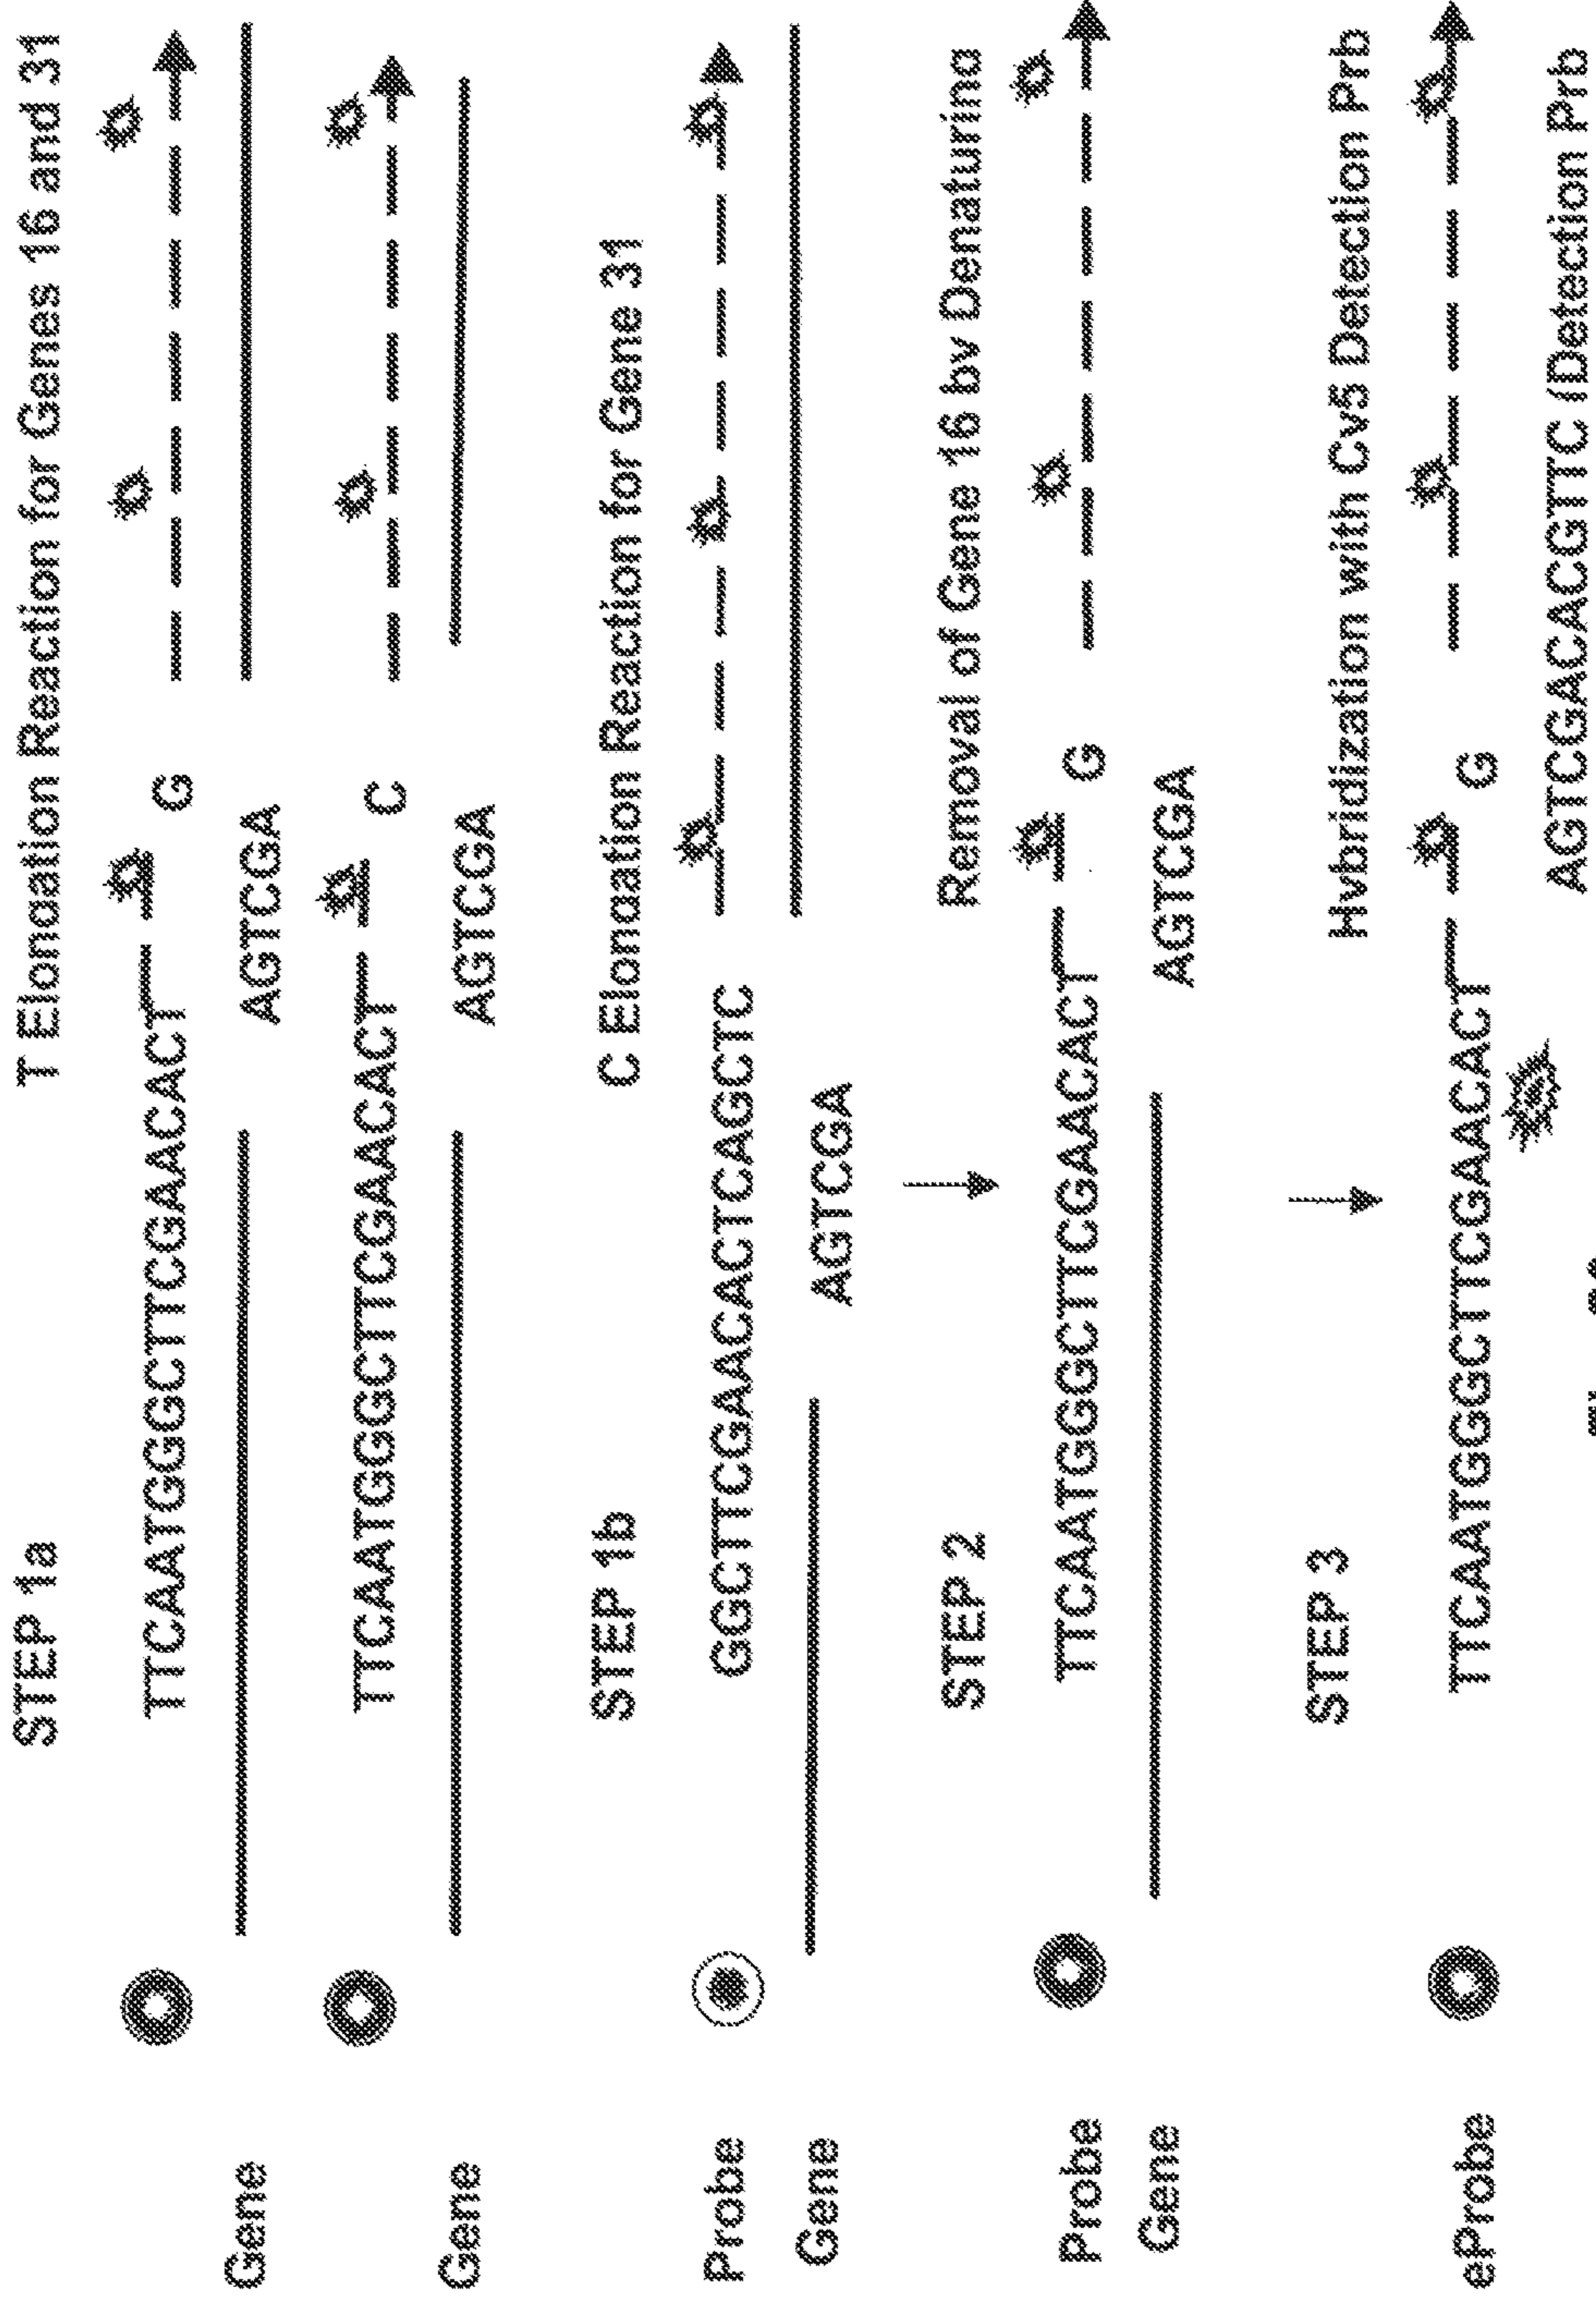 STEP 1a T Elongation Reaction for Genes 16 and 31
TTCAATGGCTTCGAACACT G
Gene AGTCGA
TTCAATGGGCTTCGAACACT C
Gene AGTCGA
STEP 1b C Elongation Reaction for Gene 31
Probe GGCTTCGAACACTCAGCTC
Gene AGTCGA
STEP 2 Removal of Gene 16 by Denaturing
Probe TTCAATGGGCTTCGAACACT G
Gene AGTCGA
STEP 3 Hybridization with Cy5 Detection Prb
eProbe TTCAATGGGCTTCGAACACT G
AGTCGACACGTTC (Detection Prb